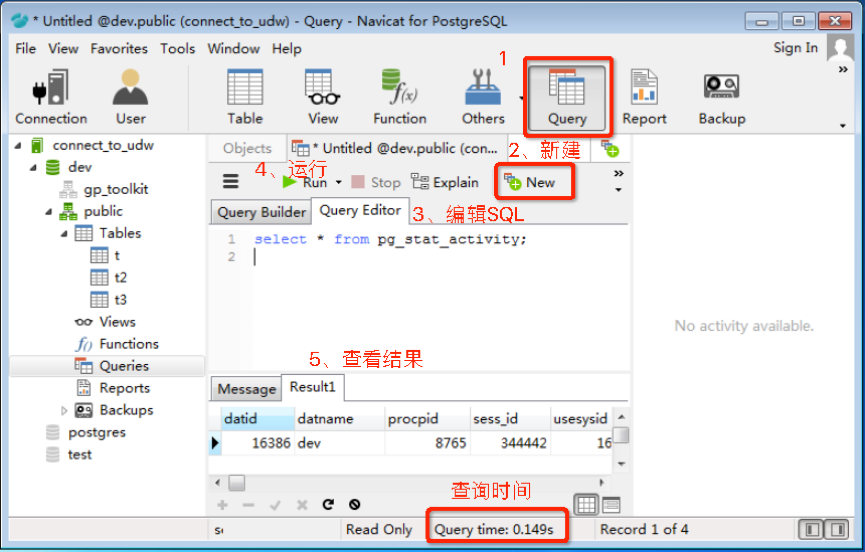 * Untitled @dev.public (connect_to_udw) - Query - Navicat for PostgreSQL
File View Favorites Tools Window Help
Sign In
1
Connection User Table View Function Others Query Report Backup
connect_to_udw
dev
gp_toolkit
public
Tables
t
t2
t3
Views
Functions
Queries
Reports
Backups
postgres
test
Objects * Untitled @dev.public (con...
2、新建
4、运行
Run Stop Explain New
3、编辑SQL
Query Builder Query Editor
1 select * from pg_stat_activity;
2
No activity available.
5、查看结果
Message Result1
datid datname procpid sess_id usesysid
16386 dev 8765 344442 16
查询时间
Read Only Query time: 0.149s Record 1 of 4